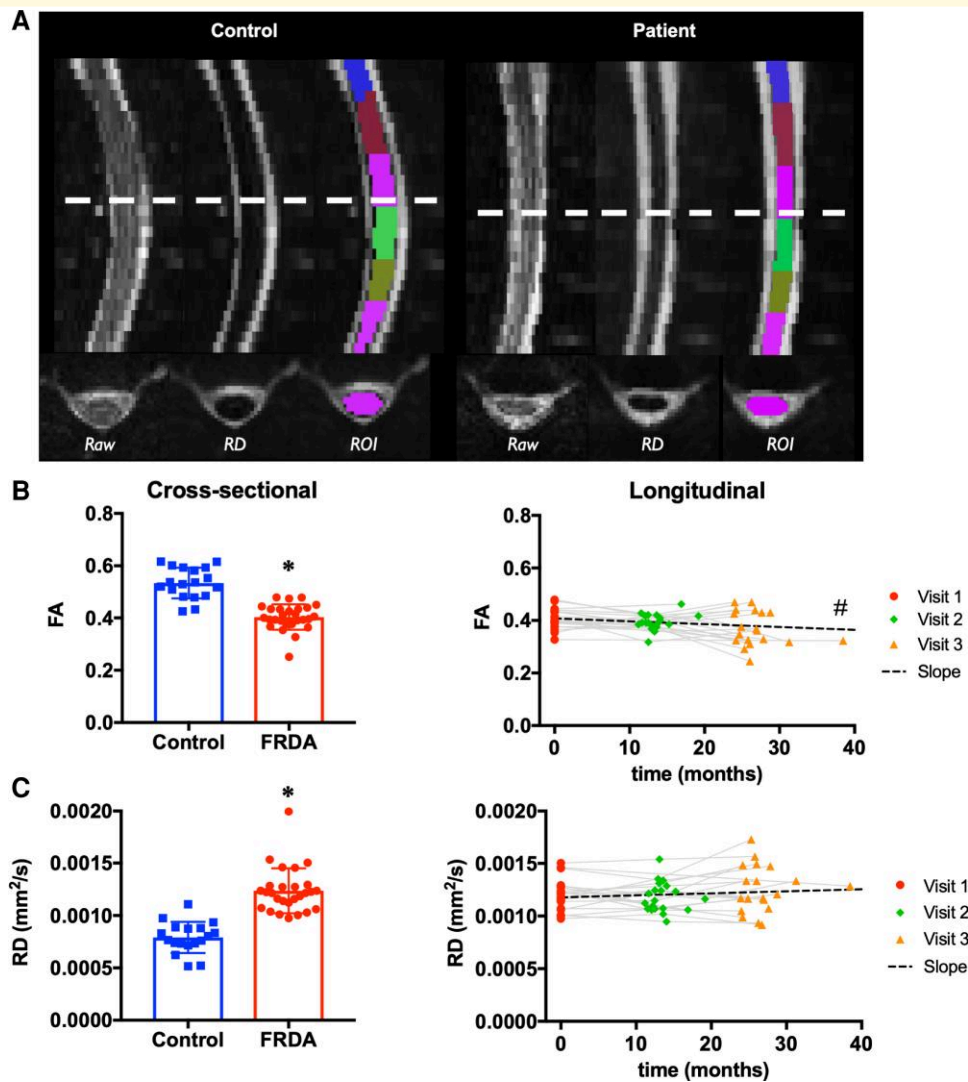 A
Control Patient
Raw RD ROI Raw RD ROI
B
Cross-sectional Longitudinal
0.8
0.6
0.4
0.2
0.0
FA
*
Control FRDA
0.8
0.6
0.4
0.2
0.0
FA
#
0 10 20 30 40
time (months)
Visit 1
Visit 2
Visit 3
Slope
C
0.0020
0.0015
0.0010
0.0005
0.0000
RD (mm²/s)
*
Control FRDA
0.0020
0.0015
0.0010
0.0005
0.0000
RD (mm²/s)
0 10 20 30 40
time (months)
Visit 1
Visit 2
Visit 3
Slope